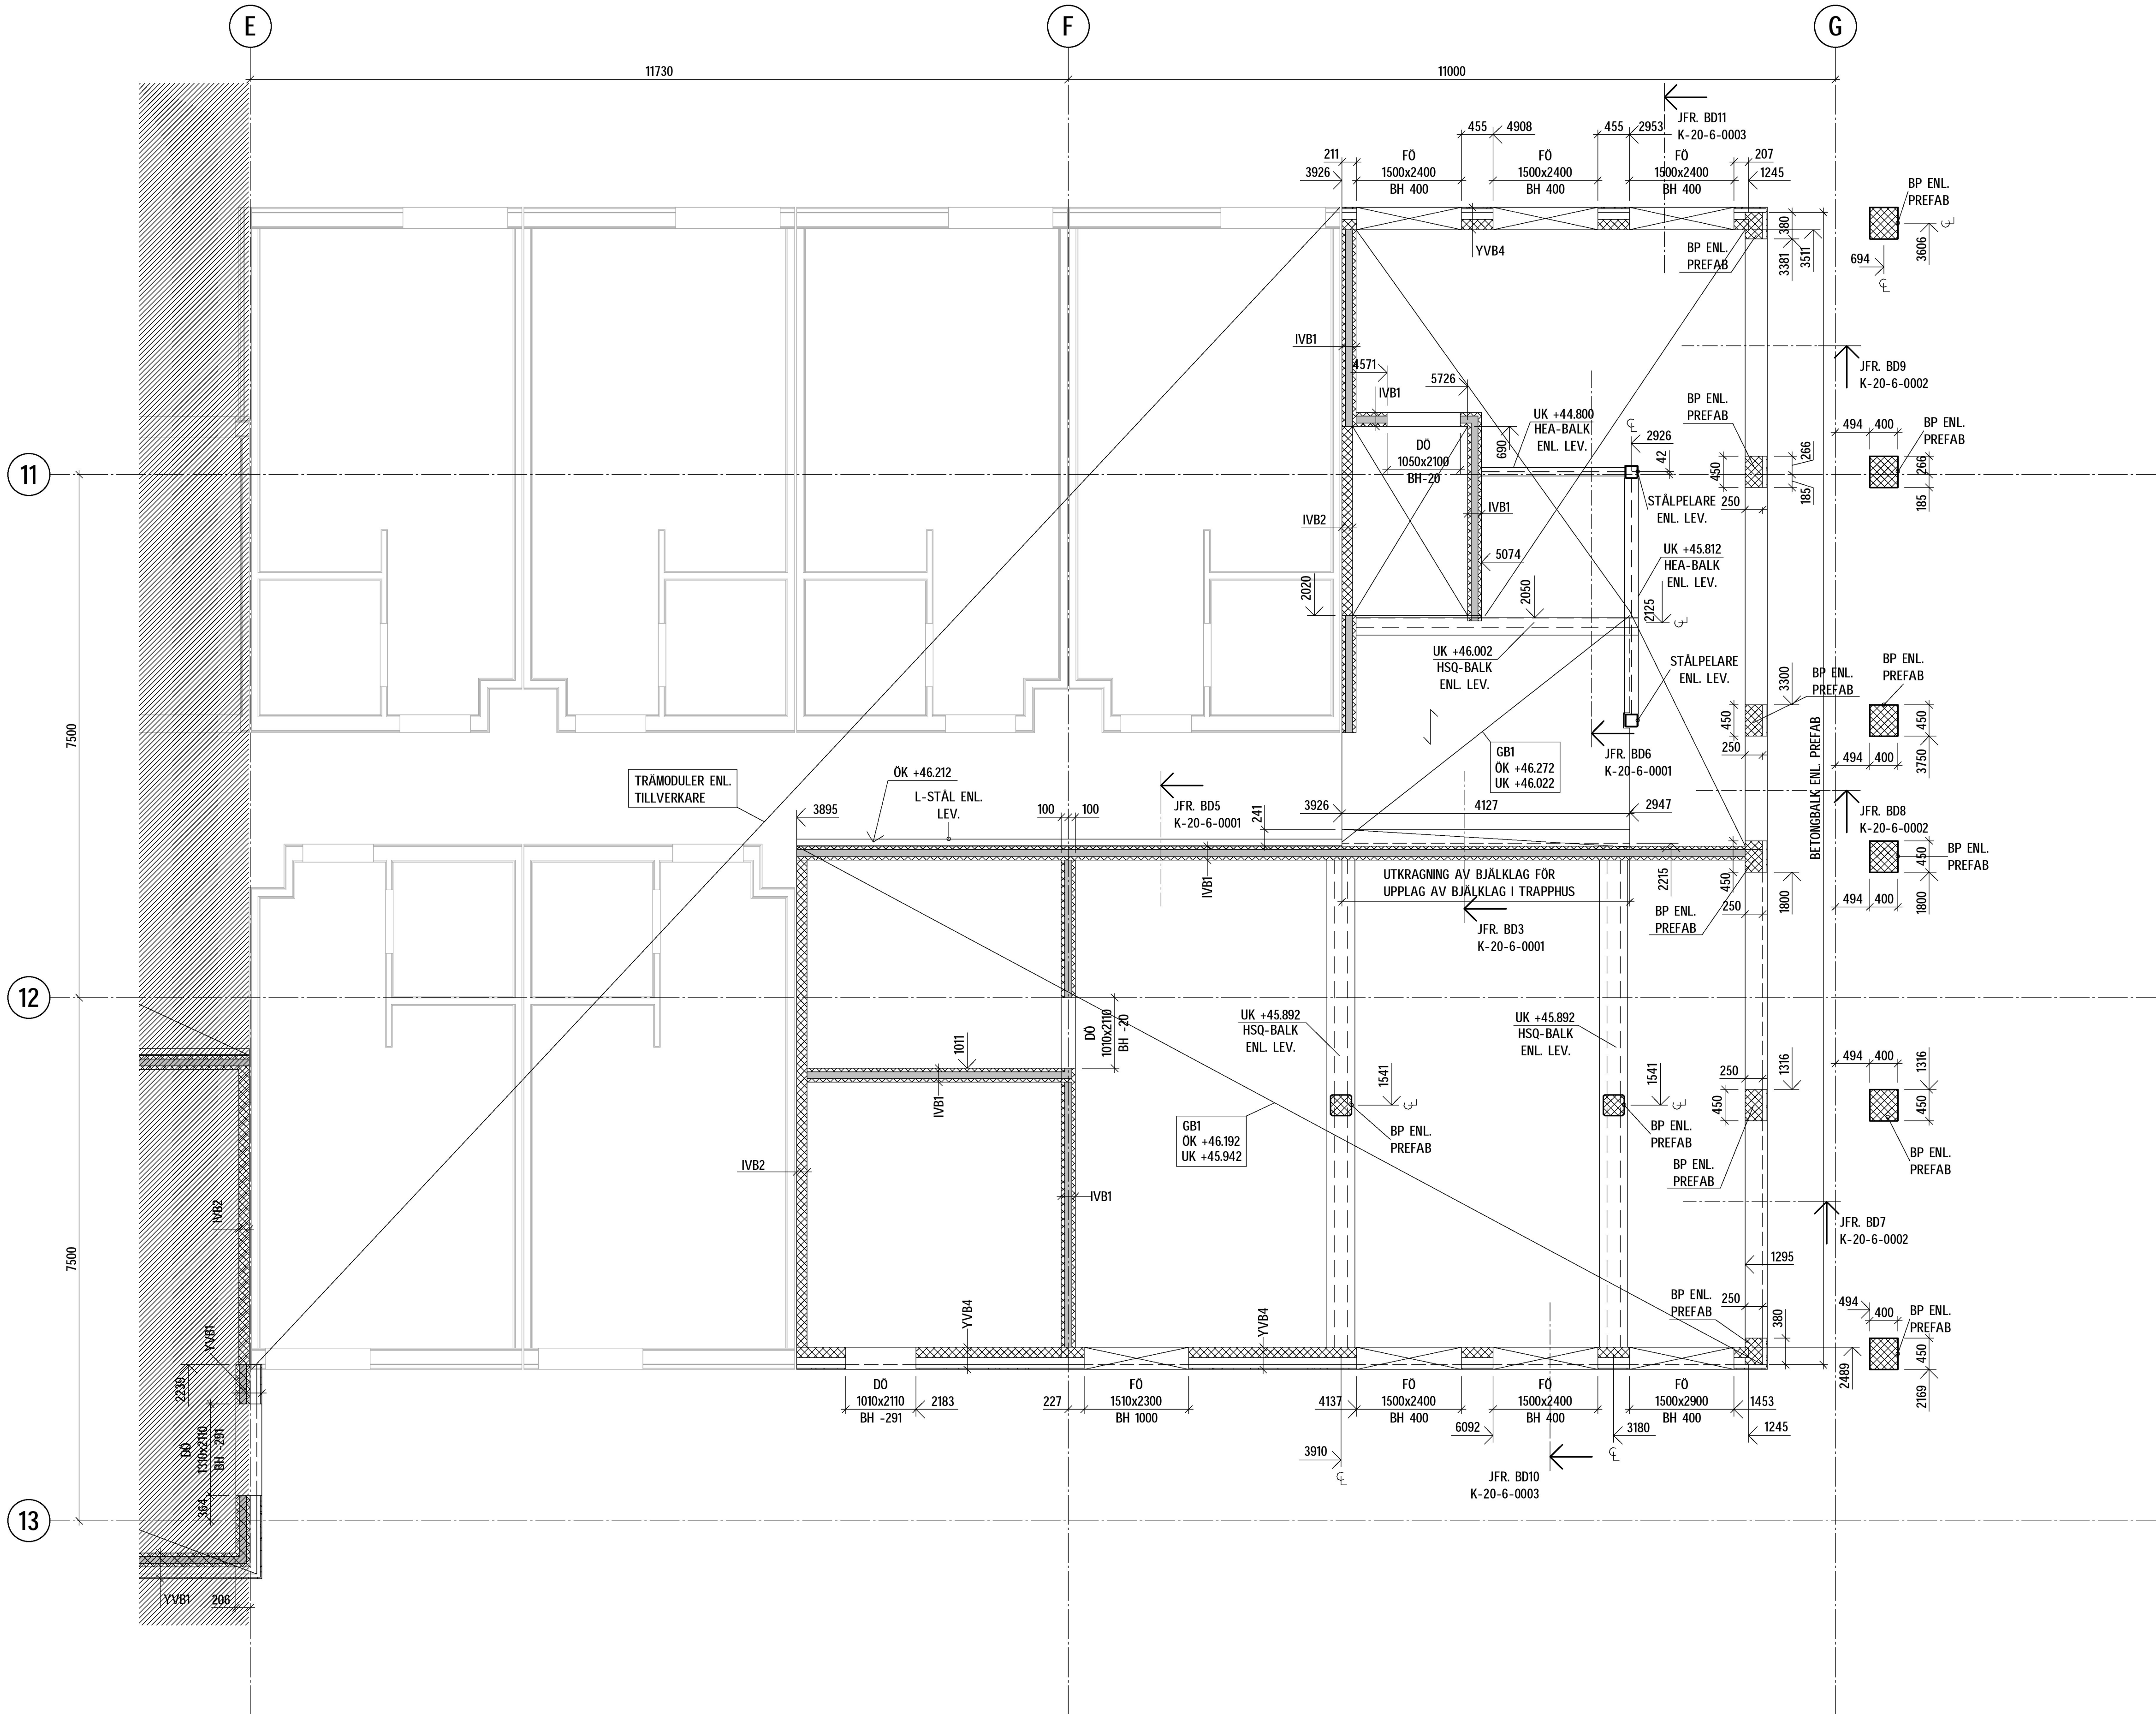 E
F
G
11730
11000
JFR. BD11
K-20-6-0003
455
4908
455
2953
211
FÖ
FÖ
FÖ
207
3926
1500x2400
1500x2400
1500x2400
1245
BH 400
BH 400
BH 400
BP ENL.
PREFAB
380
3606
YVB4
BP ENL.
PREFAB
3381
3511
694
IVB1
4571
5726
IVB1
JFR. BD9
K-20-6-0002
UK +44.800
HEA-BALK
ENL. LEV.
BP ENL.
PREFAB
2926
494
400
BP ENL.
PREFAB
DÖ
1050x2100
BH-20
690
42
266
450
185
266
185
11
STÅLPELARE
ENL. LEV.
250
IVB2
IVB1
5074
UK +45.812
HEA-BALK
ENL. LEV.
2020
2050
2125
UK +46.002
HSQ-BALK
ENL. LEV.
STÅLPELARE
ENL. LEV.
3300
BP ENL.
PREFAB
BP ENL.
PREFAB
450
450
250
494
400
3750
BETONGBALK ENL. PREFAB
7500
GB1
ÖK +46.272
UK +46.022
JFR. BD6
K-20-6-0001
TRÄMODULER ENL.
TILLVERKARE
ÖK +46.212
L-STÅL ENL.
LEV.
JFR. BD5
K-20-6-0001
3895
100
100
241
3926
4127
2947
JFR. BD8
K-20-6-0002
BP ENL.
PREFAB
450
IVB1
UTKRAGNING AV BJÄLKLAG FÖR
UPPLAG AV BJÄLKLAG I TRAPPHUS
2215
450
1800
250
494
400
1800
BP ENL.
PREFAB
JFR. BD3
K-20-6-0001
12
DÖ
1010x2110
BH -20
UK +45.892
HSQ-BALK
ENL. LEV.
UK +45.892
HSQ-BALK
ENL. LEV.
1011
IVB1
1541
1541
250
1316
450
494
400
1316
450
GB1
ÖK +46.192
UK +45.942
BP ENL.
PREFAB
BP ENL.
PREFAB
BP ENL.
PREFAB
BP ENL.
PREFAB
IVB2
IVB1
IVB2
JFR. BD7
K-20-6-0002
7500
1295
BP ENL.
PREFAB
250
380
494
400
BP ENL.
PREFAB
450
YVB4
YVB4
YVB1
2239
2489
2169
DÖ
1010x2110
BH -291
2183
227
FÖ
1510x2300
BH 1000
4137
FÖ
1500x2400
BH 400
FÖ
1500x2400
BH 400
FÖ
1500x2900
BH 400
1453
6092
3180
1245
3910
DÖ
1310x2110
BH -291
364
JFR. BD10
K-20-6-0003
13
YVB1
206